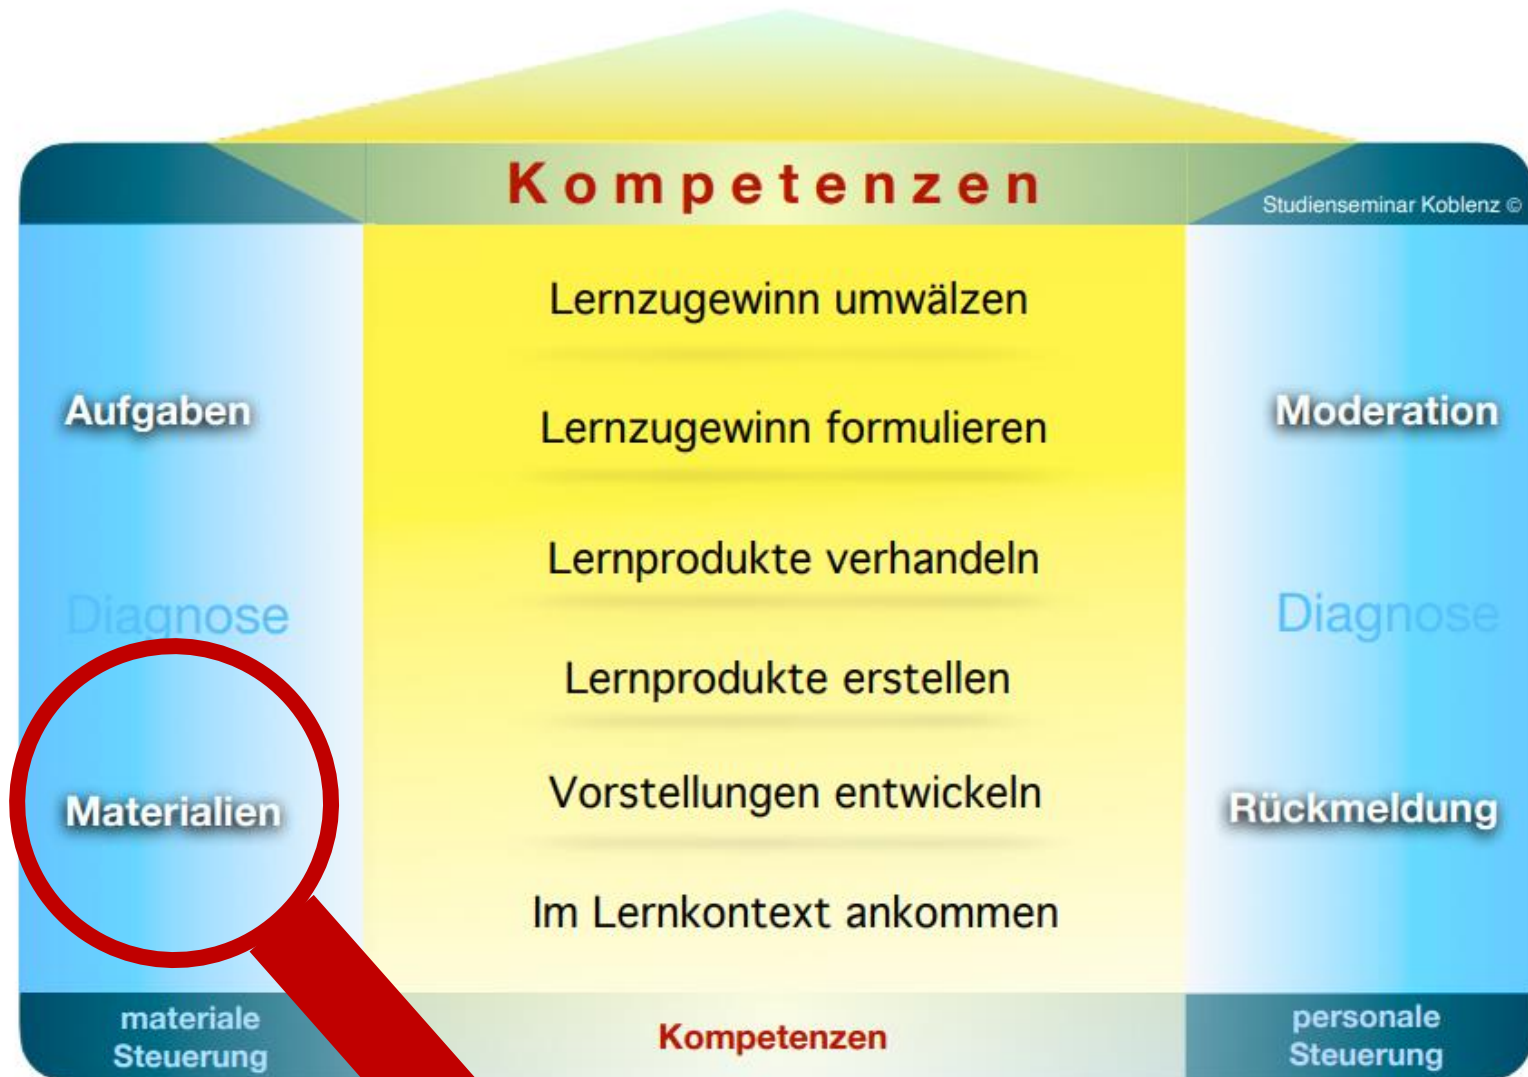 Kompetenzen
Studienseminar Koblenz ©
Lernzugewinn umwälzen
Aufgaben
Lernzugewinn formulieren
Moderation
Lernprodukte verhandeln
Diagnose
Diagnose
Lernprodukte erstellen
Materialien
Vorstellungen entwickeln
Rückmeldung
Im Lernkontext ankommen
materiale
Steuerung
Kompetenzen
personale
Steuerung